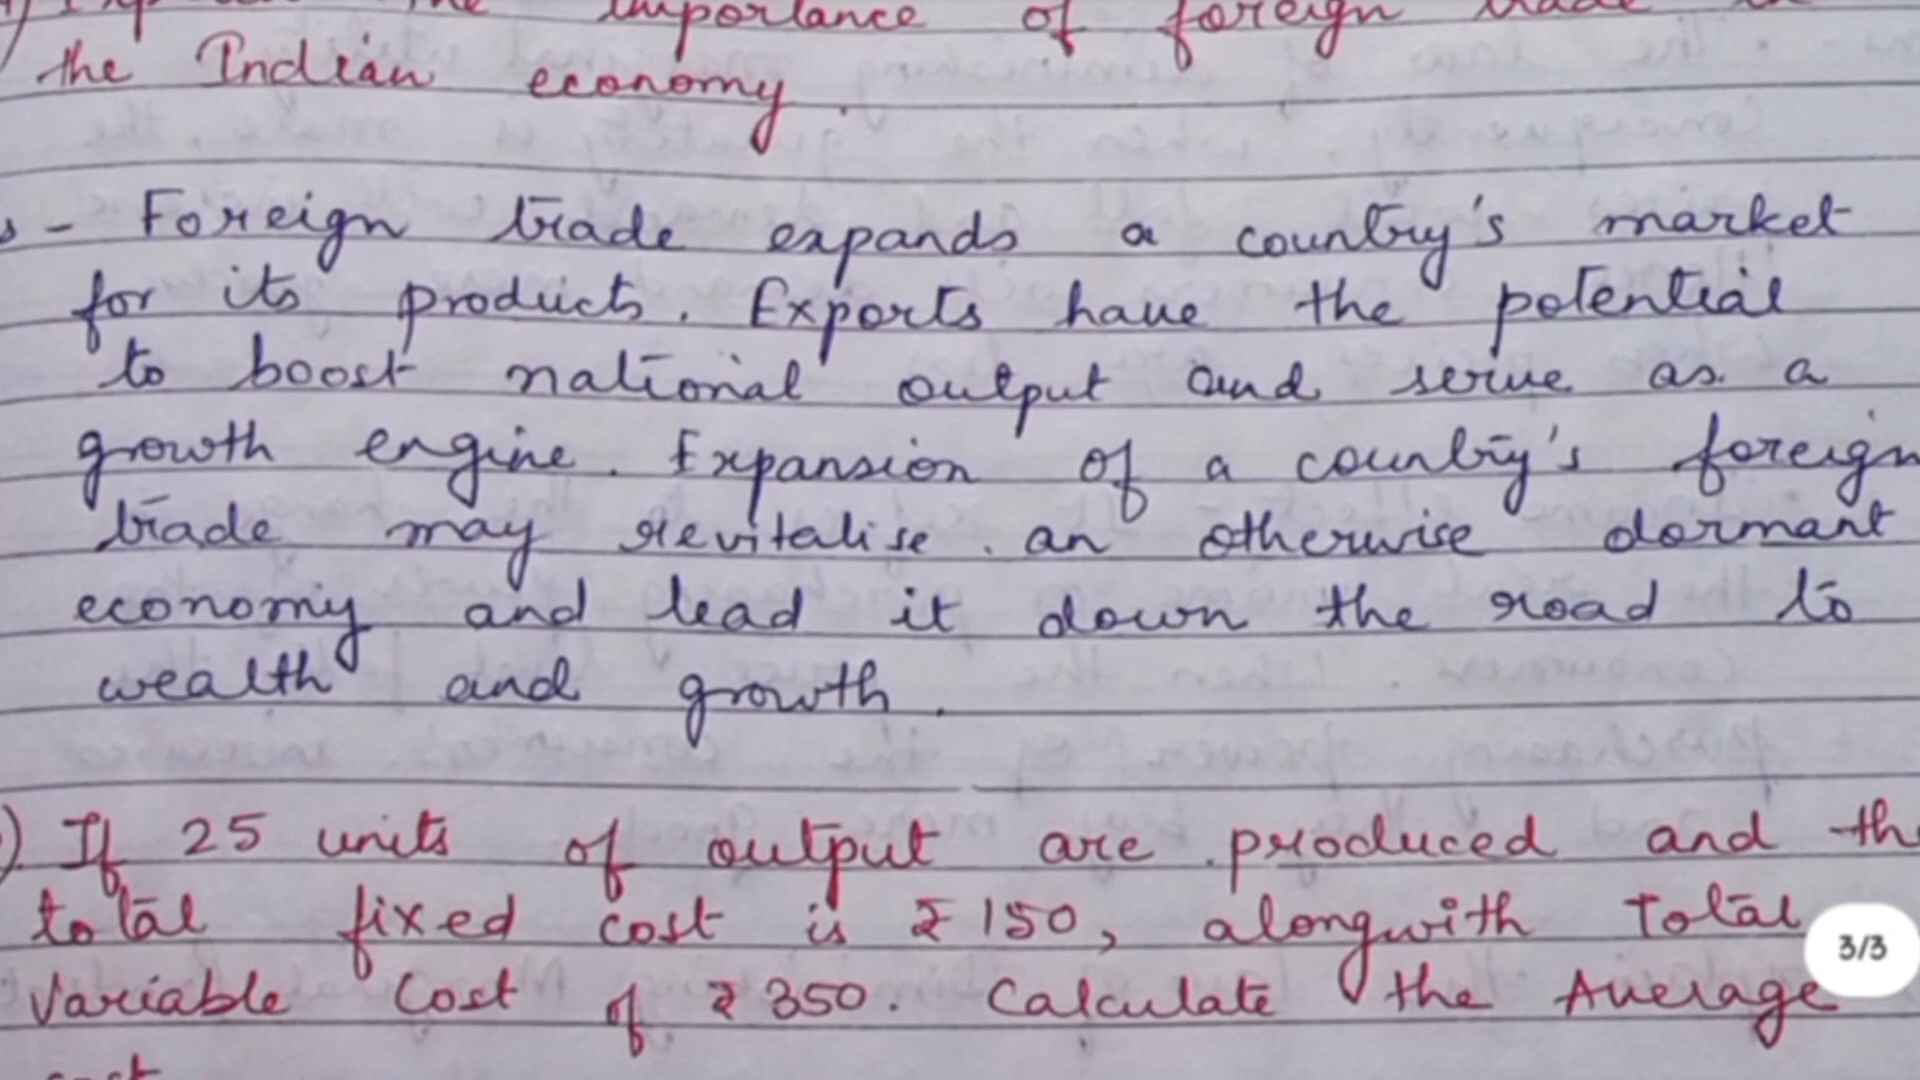 importance of foreign trade
the Indian economy.
- Foreign trade expands a country's market
for its products. Exports have the potential
to boost national output and serve as a
growth engine. Expansion of a country's foreign
trade may revitalise. an otherwise dormant
economy and lead it down the road to
wealth and growth.
) If 25 units of output are produced and th
total fixed cost is ₹150, alongwith Total
Variable Cost of ₹350. Calculate the Average
cost
3/3